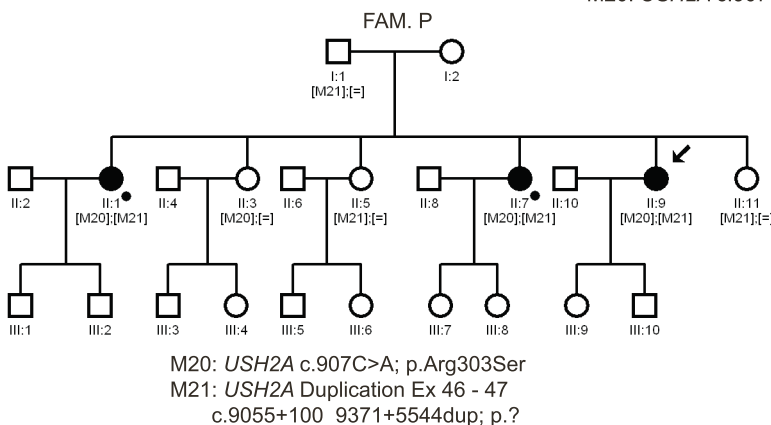 FAM. P
I:1 I:2
[M21];[=]
II:2 II:1 II:4 II:3 II:6 II:5 II:8 II:7 II:10 II:9 II:11
[M20];[M21] [M20];[=] [M21];[=] [M20];[M21] [M20];[M21] [M21];[=]
III:1 III:2 III:3 III:4 III:5 III:6 III:7 III:8 III:9 III:10
M20: USH2A c.907C>A; p.Arg303Ser
M21: USH2A Duplication Ex 46 - 47
c.9055+100_9371+5544dup; p.?